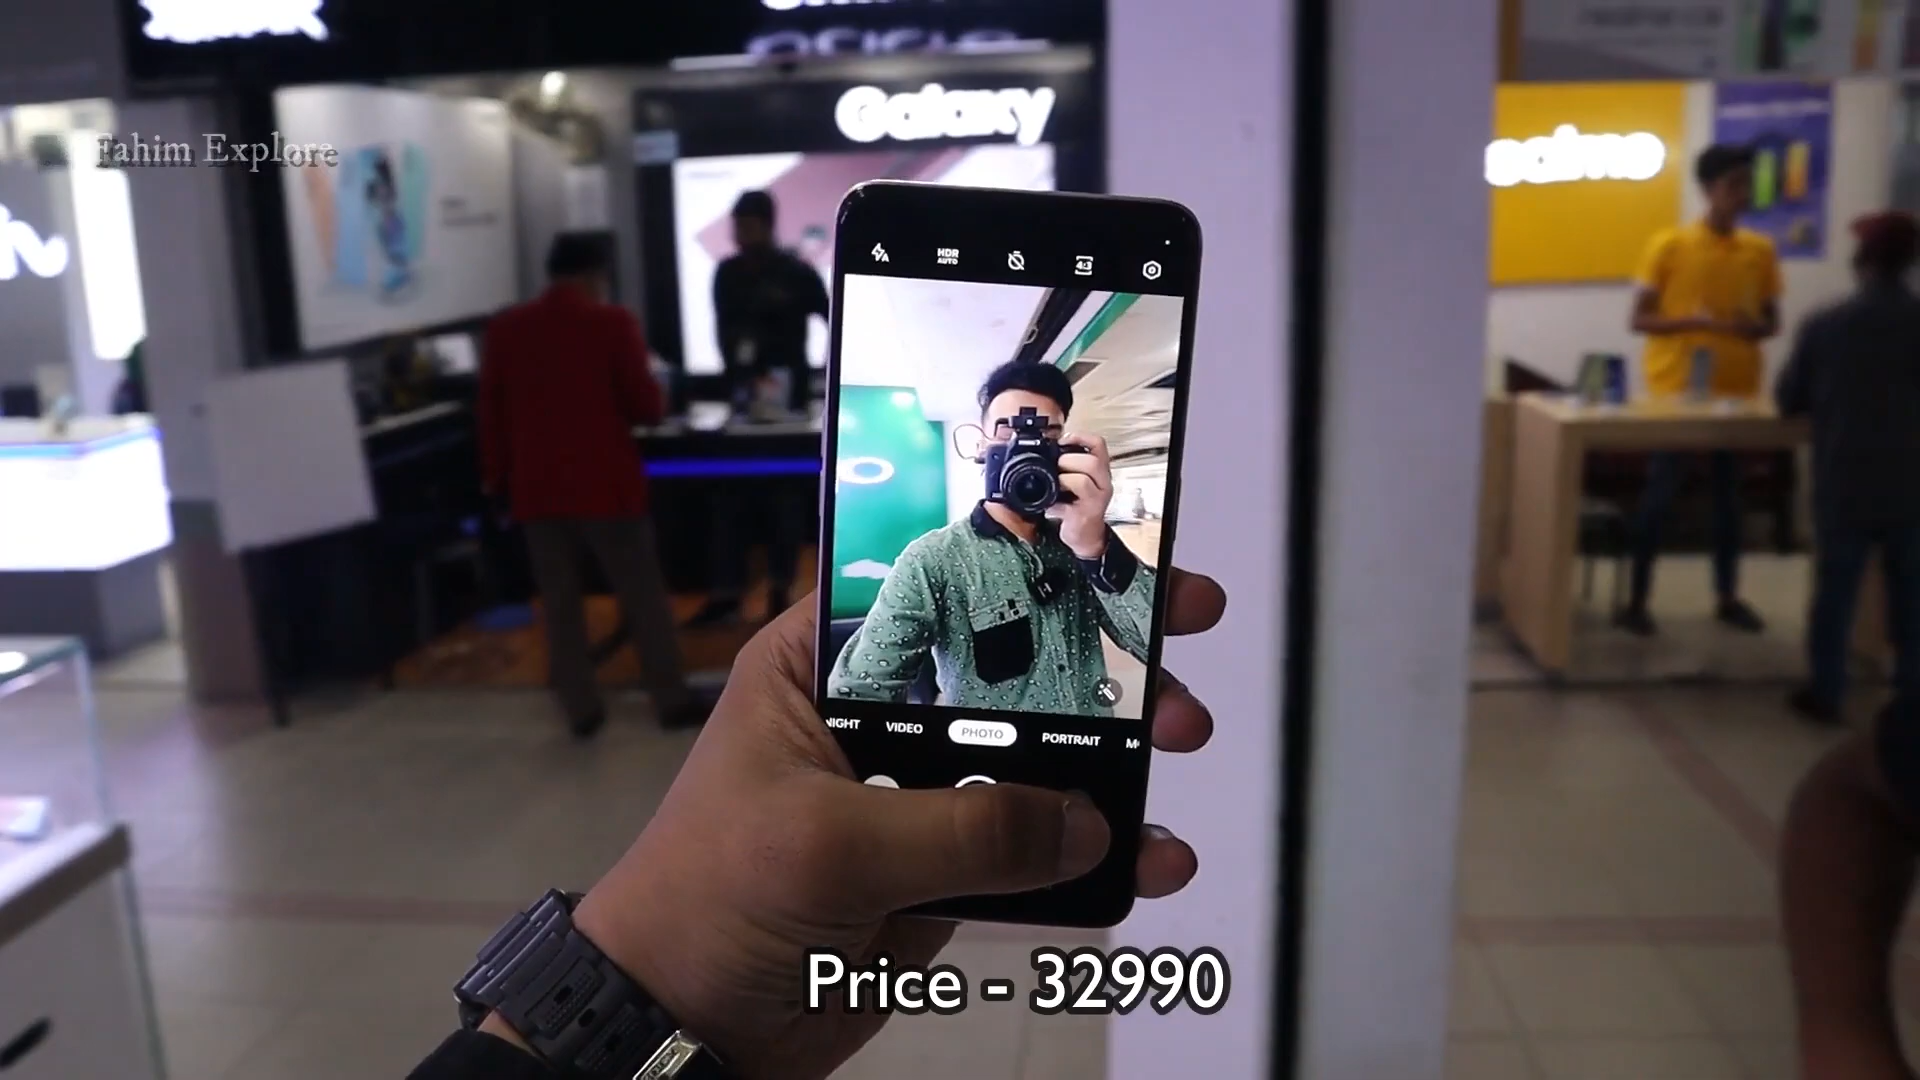 Galaxy
Fahim Explore
realme
HDR
AUTO
4:3
NIGHT VIDEO PHOTO PORTRAIT
Price - 32990